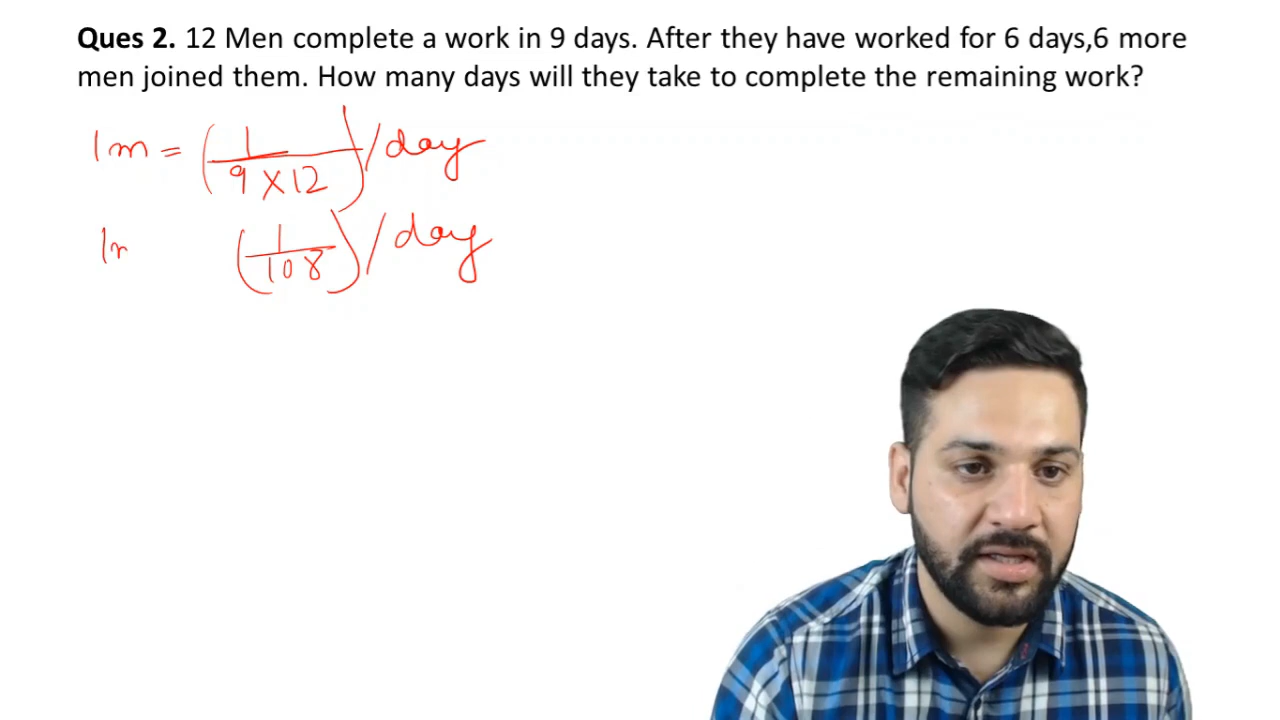 Ques 2. 12 Men complete a work in 9 days. After they have worked for 6 days,6 more
men joined them. How many days will they take to complete the remaining work?
1m = (1/9×12)/day
1m (1/108)/day